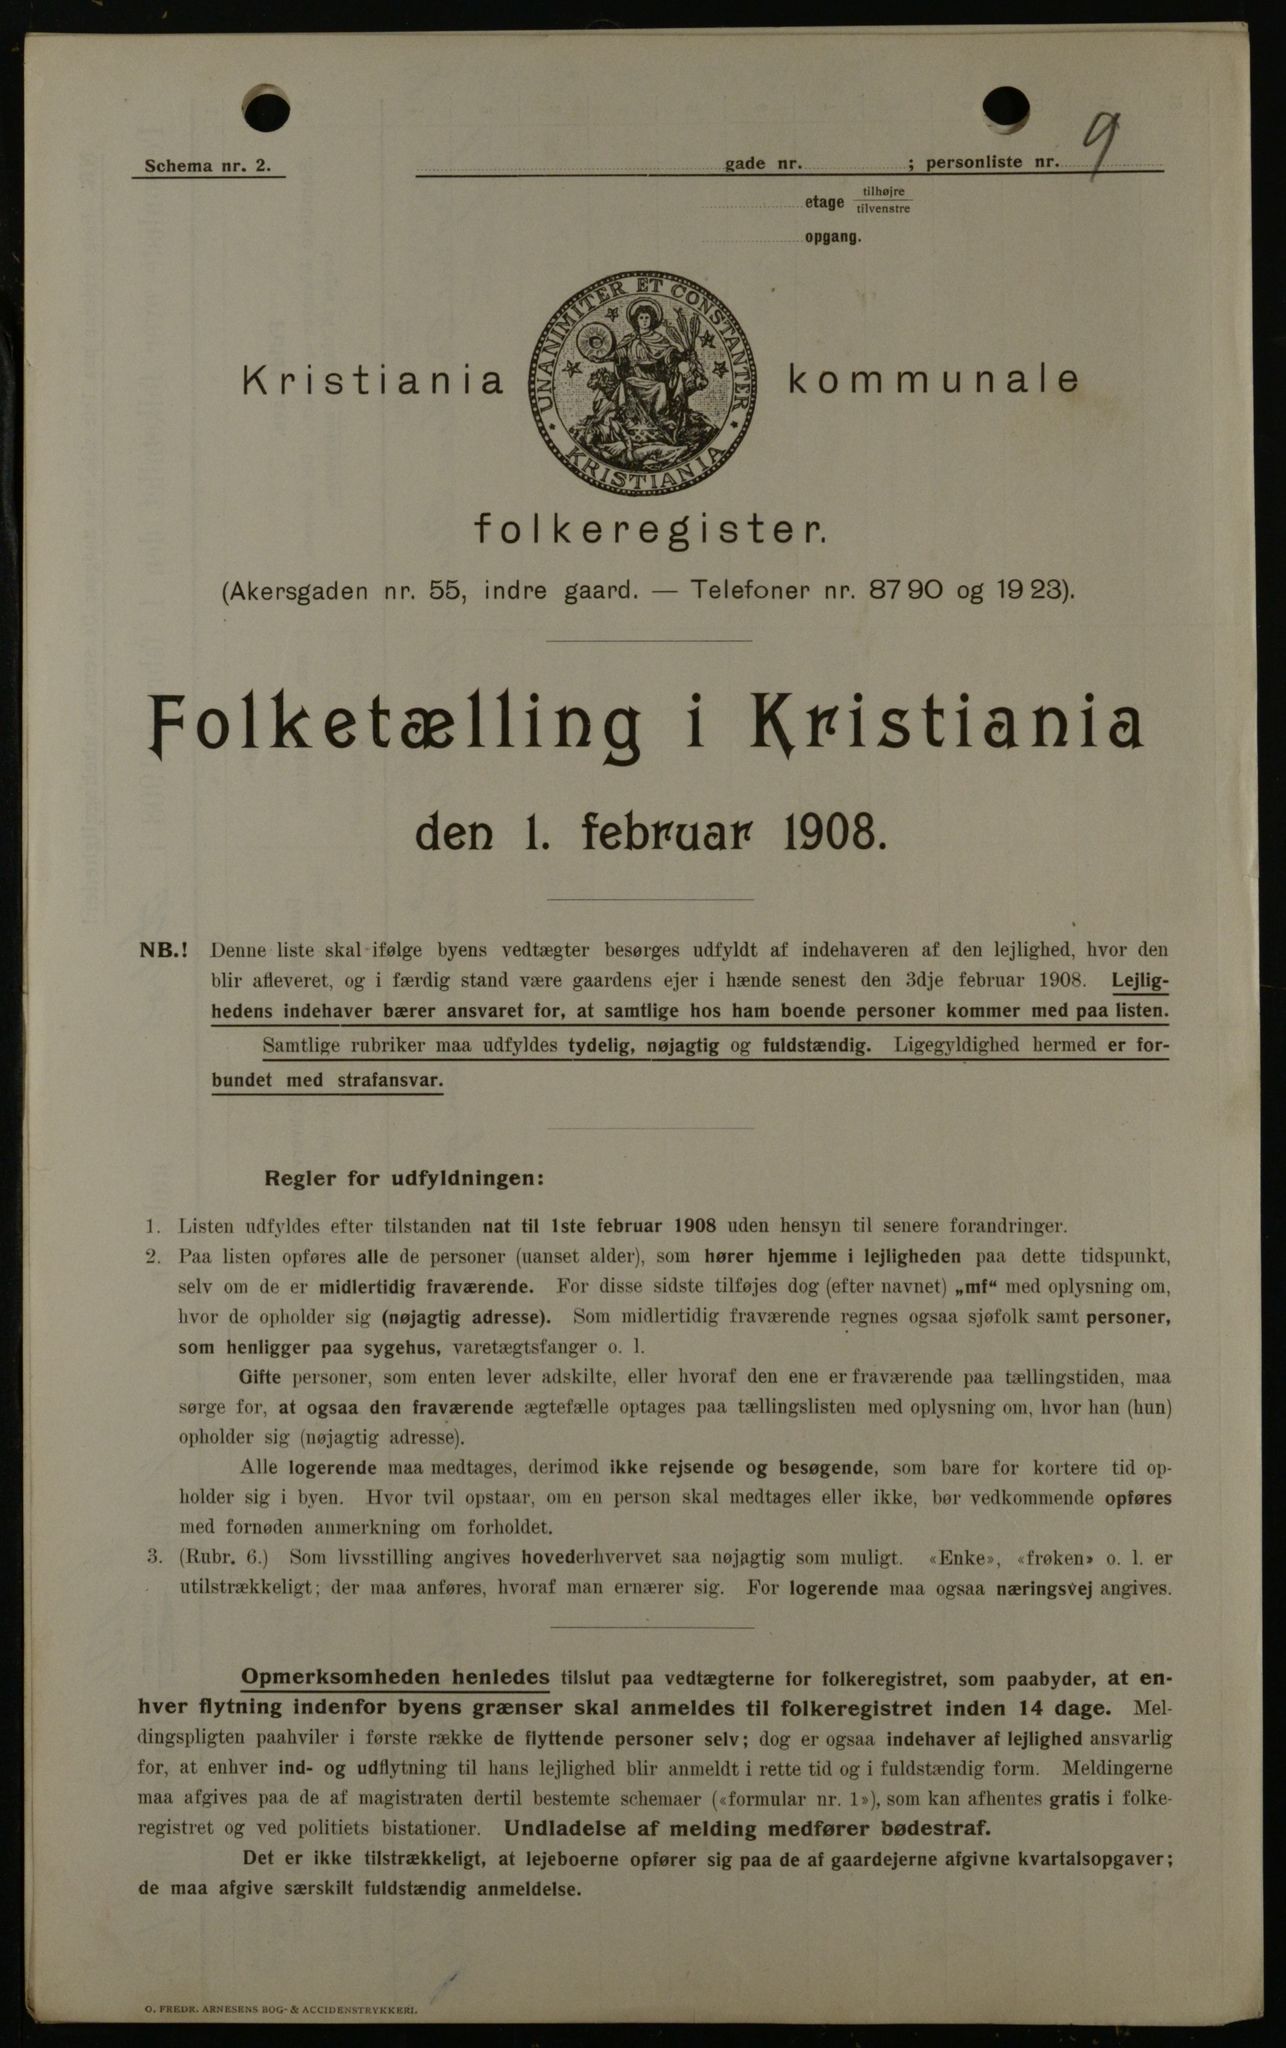 Schema nr. 2.
gade nr. ; personliste nr. 9
etage tilhøjre
tilvenstre
opgang.
UNANIMITER ET CONSTANTER
KRISTIANIA
Kristiania kommunale
folkeregister.
(Akersgaden nr. 55, indre gaard. — Telefoner nr. 87 90 og 19 23).
Folketælling i Kristiania
den 1. februar 1908.
NB.! Denne liste skal ifølge byens vedtægter besørges udfyldt af indehaveren af den lejlighed, hvor den
blir afleveret, og i færdig stand være gaardens ejer i hænde senest den 3dje februar 1908. Lejlig-
hedens indehaver bærer ansvaret for, at samtlige hos ham boende personer kommer med paa listen.
Samtlige rubriker maa udfyldes tydelig, nøjagtig og fuldstændig. Ligegyldighed hermed er for-
bundet med strafansvar.
Regler for udfyldningen:
1. Listen udfyldes efter tilstanden nat til 1ste februar 1908 uden hensyn til senere forandringer.
2. Paa listen opføres alle de personer (uanset alder), som hører hjemme i lejligheden paa dette tidspunkt,
selv om de er midlertidig fraværende. For disse sidste tilføjes dog (efter navnet) „mf“ med oplysning om,
hvor de opholder sig (nøjagtig adresse). Som midlertidig fraværende regnes ogsaa sjøfolk samt personer,
som henligger paa sygehus, varetægtsfanger o. l.
Gifte personer, som enten lever adskilte, eller hvoraf den ene er fraværende paa tællingstiden, maa
sørge for, at ogsaa den fraværende ægtefælle optages paa tællingslisten med oplysning om, hvor han (hun)
opholder sig (nøjagtig adresse).
Alle logerende maa medtages, derimod ikke rejsende og besøgende, som bare for kortere tid op-
holder sig i byen. Hvor tvil opstaar, om en person skal medtages eller ikke, bør vedkommende opføres
med fornøden anmerkning om forholdet.
3. (Rubr. 6.) Som livsstilling angives hovederhvervet saa nøjagtig som muligt. «Enke», «frøken» o. l. er
utilstrækkeligt; der maa anføres, hvoraf man ernærer sig. For logerende maa ogsaa næringsvej angives.
Opmerksomheden henledes tilslut paa vedtægterne for folkeregistret, som paabyder, at en-
hver flytning indenfor byens grænser skal anmeldes til folkeregistret inden 14 dage. Mel-
dingspligten paahviler i første række de flyttende personer selv; dog er ogsaa indehaver af lejlighed ansvarlig
for, at enhver ind- og udflytning til hans lejlighed blir anmeldt i rette tid og i fuldstændig form. Meldingerne
maa afgives paa de af magistraten dertil bestemte schemaer («formular nr. 1»), som kan afhentes gratis i folke-
registret og ved politiets bistationer. Undladelse af melding medfører bødestraf.
Det er ikke tilstrækkeligt, at lejeboerne opfører sig paa de af gaardejerne afgivne kvartalsopgaver;
de maa afgive særskilt fuldstændig anmeldelse.
O. FREDR. ARNESENS BOG- & ACCIDENSTRYKKERI.